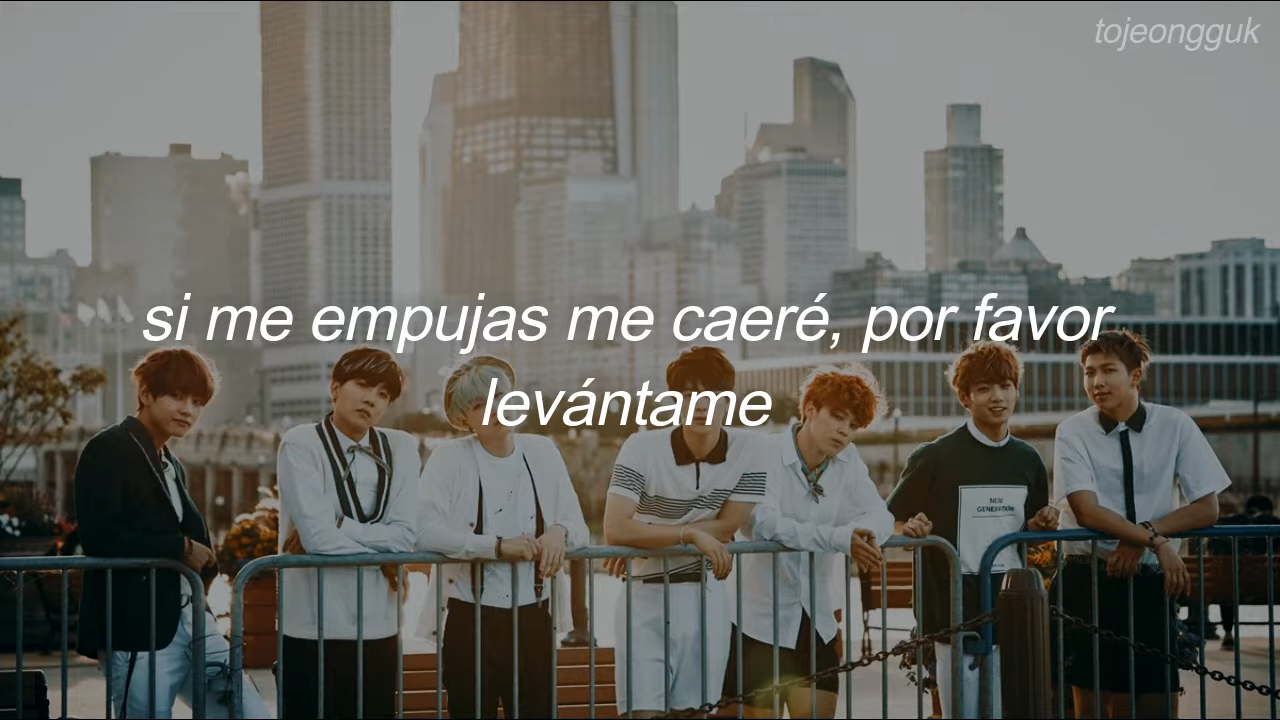 tojeongguk
si me empujas me caeré, por favor
levántame
NEW
GENERATION